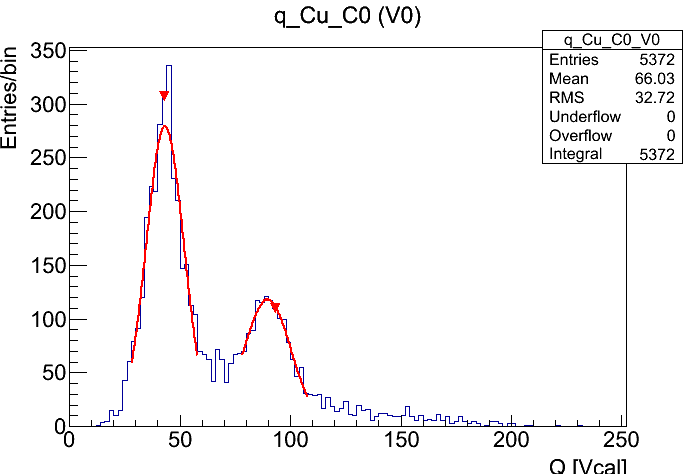 q_Cu_C0 (V0)
q_Cu_C0_V0
Entries 5372
Mean 66.03
RMS 32.72
Underflow 0
Overflow 0
Integral 5372
Entries/bin
350
300
250
200
150
100
50
0
0 50 100 150 200 250
Q [Vcal]